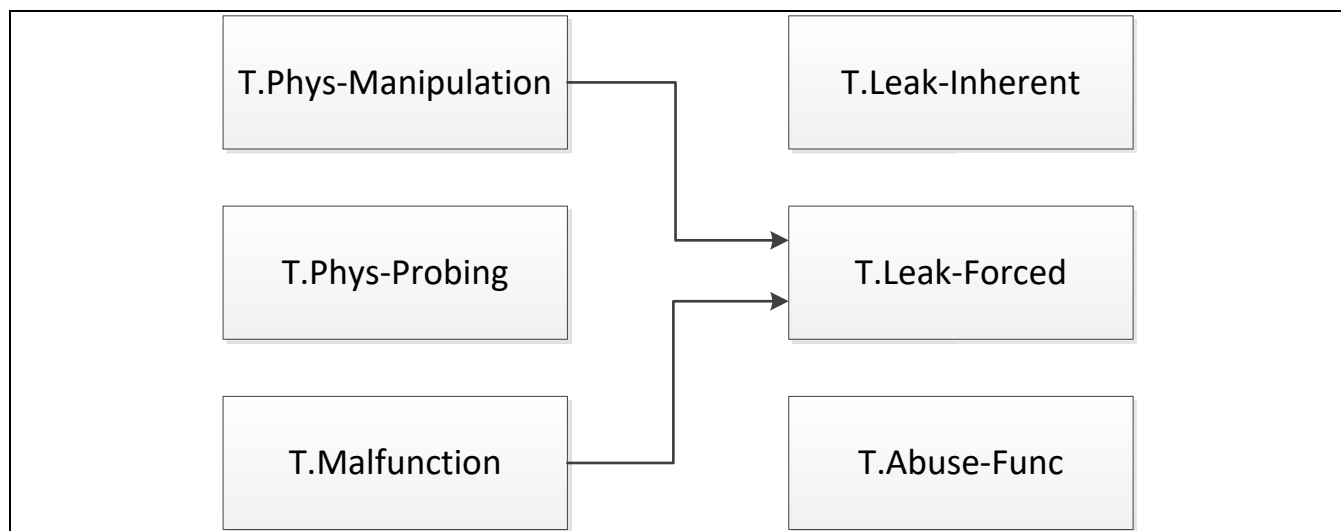 T.Phys-Manipulation
T.Leak-Inherent
T.Phys-Probing
T.Leak-Forced
T.Malfunction
T.Abuse-Func